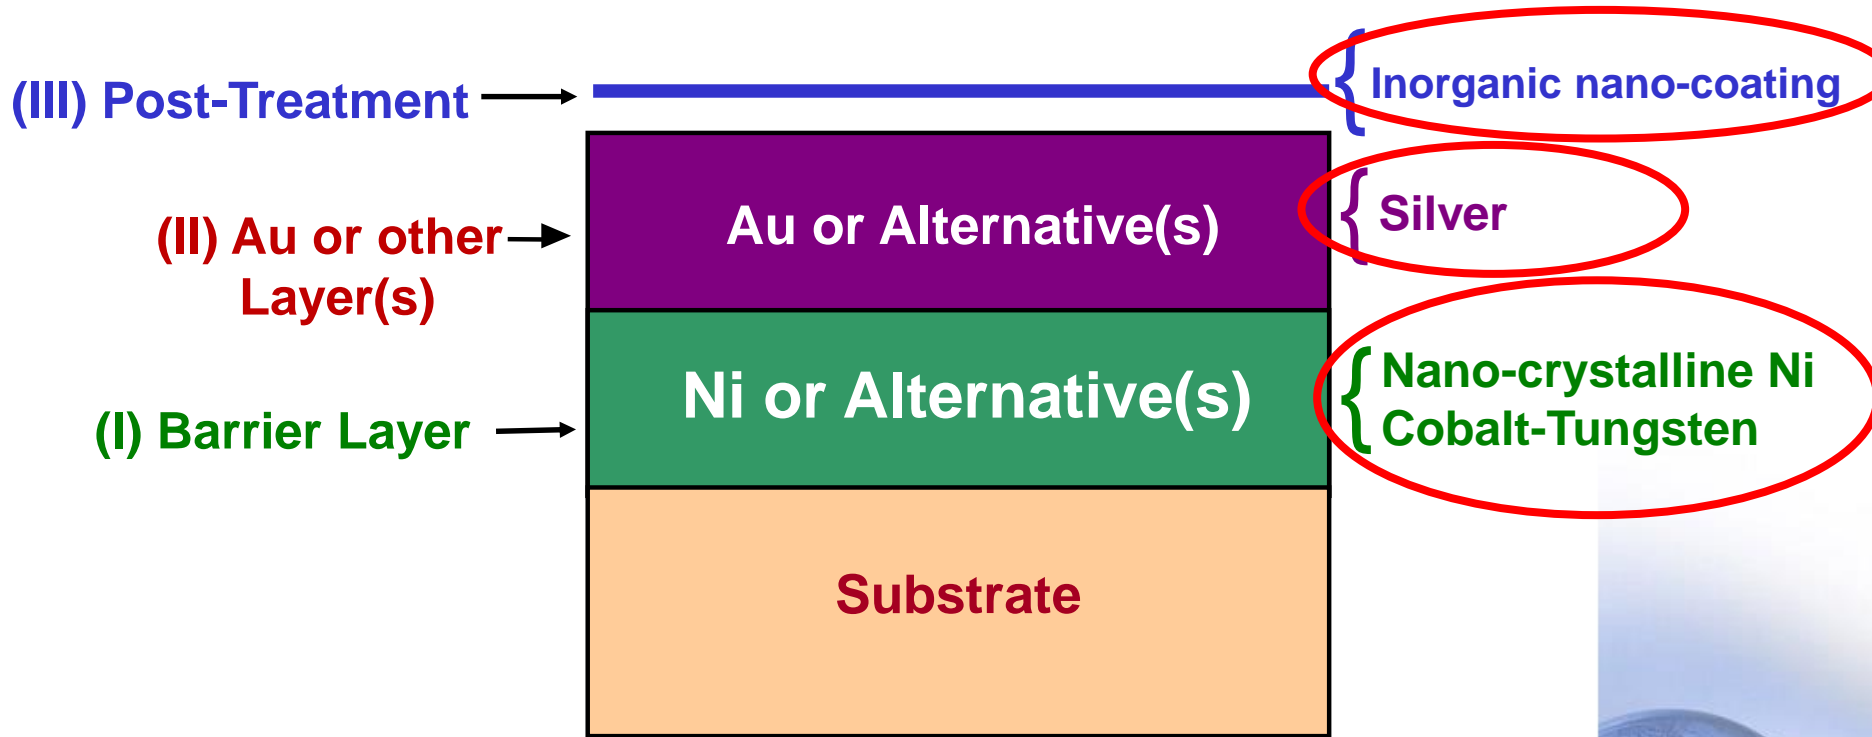 (III) Post-Treatment
Inorganic nano-coating
(II) Au or other
Layer(s)
Au or Alternative(s)
Silver
(I) Barrier Layer
Ni or Alternative(s)
Nano-crystalline Ni
Cobalt-Tungsten
Substrate